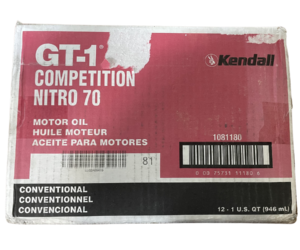 GT-1®
Kendall
COMPETITION
NITRO 70
MOTOR OIL
HUILE MOTEUR
ACEITE PARA MOTORES
1081180
81
CONVENTIONAL
CONVENTIONNEL
CONVENCIONAL
12 - 1 U.S. QT (946 mL)